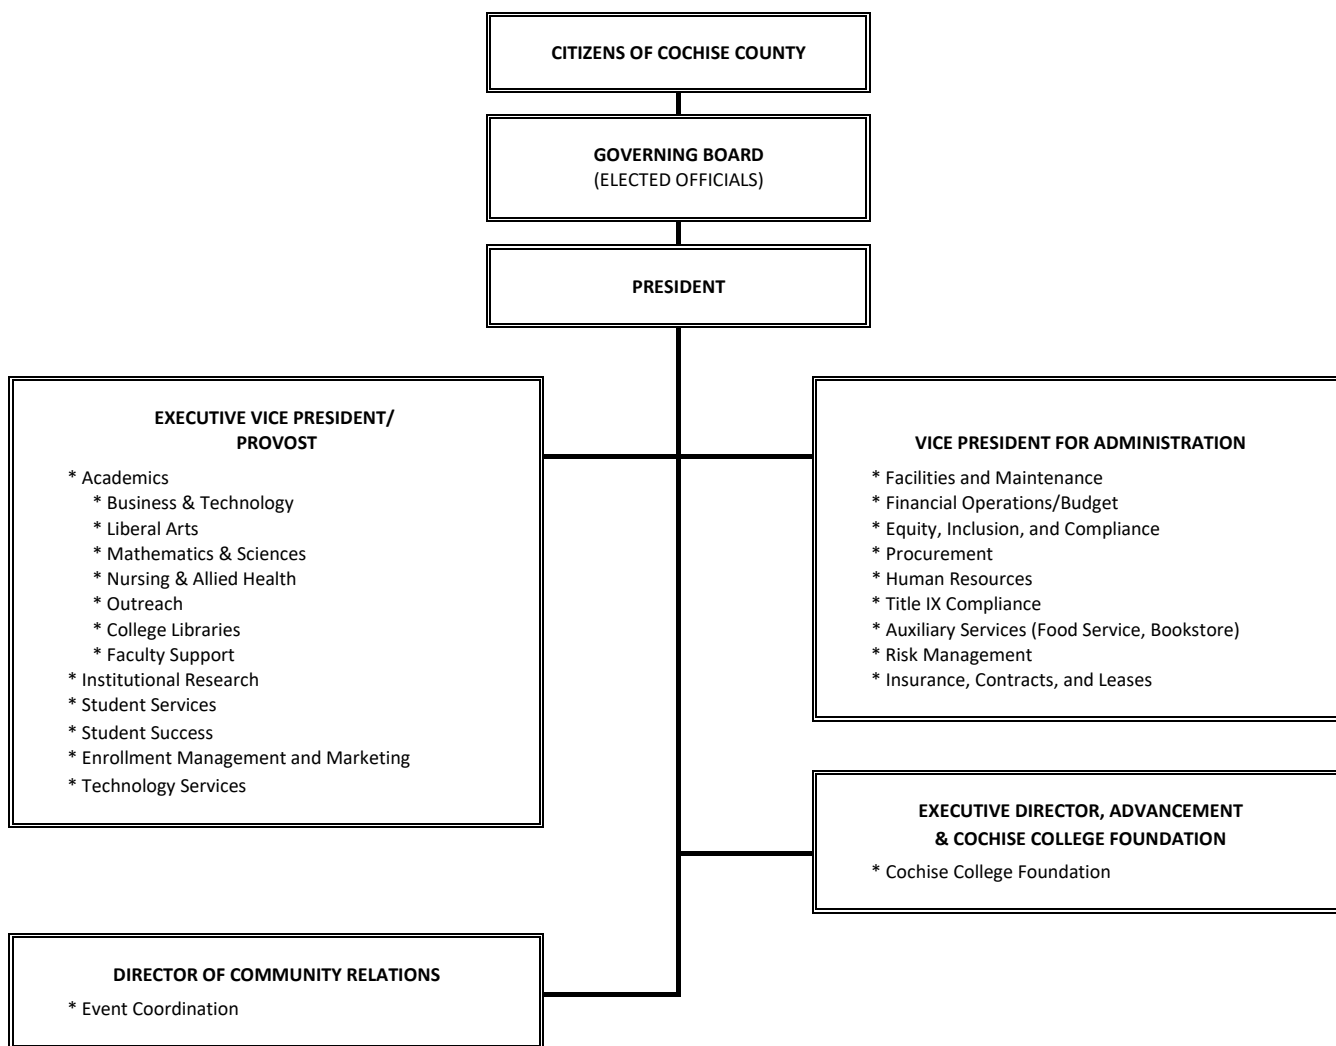 CITIZENS OF COCHISE COUNTY
GOVERNING BOARD
(ELECTED OFFICIALS)
PRESIDENT
EXECUTIVE VICE PRESIDENT/
PROVOST
* Academics
* Business & Technology
* Liberal Arts
* Mathematics & Sciences
* Nursing & Allied Health
* Outreach
* College Libraries
* Faculty Support
* Institutional Research
* Student Services
* Student Success
* Enrollment Management and Marketing
* Technology Services
VICE PRESIDENT FOR ADMINISTRATION
* Facilities and Maintenance
* Financial Operations/Budget
* Equity, Inclusion, and Compliance
* Procurement
* Human Resources
* Title IX Compliance
* Auxiliary Services (Food Service, Bookstore)
* Risk Management
* Insurance, Contracts, and Leases
EXECUTIVE DIRECTOR, ADVANCEMENT
& COCHISE COLLEGE FOUNDATION
* Cochise College Foundation
DIRECTOR OF COMMUNITY RELATIONS
* Event Coordination